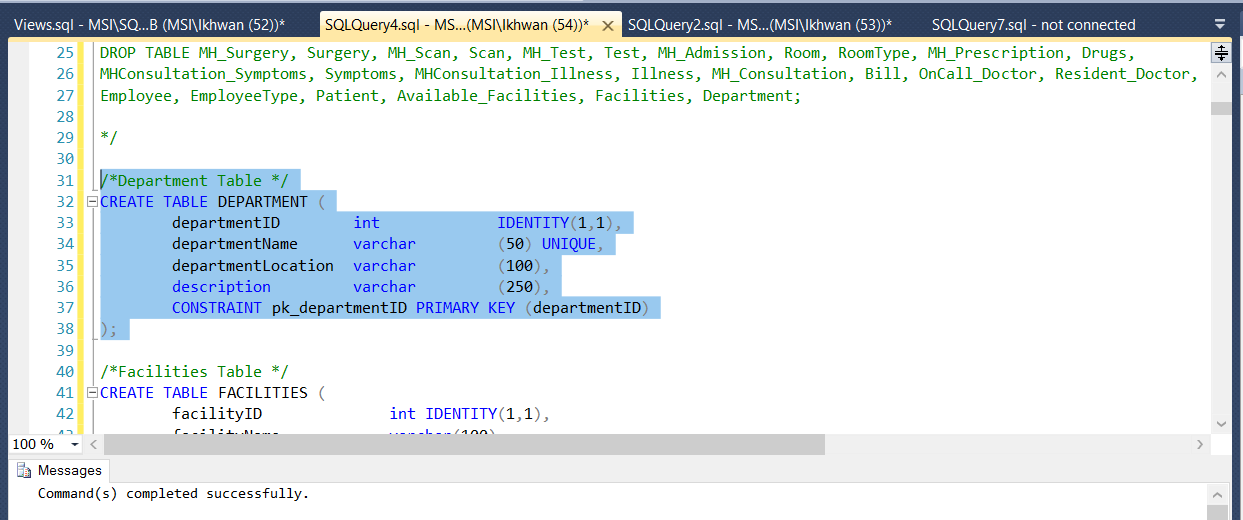 Views.sql - MSI\SQ...B (MSI\Ikhwan (52))* SQLQuery4.sql - MS...(MSI\Ikhwan (54))* SQLQuery2.sql - MS...(MSI\Ikhwan (53))* SQLQuery7.sql - not connected
25 DROP TABLE MH_Surgery, Surgery, MH_Scan, Scan, MH_Test, Test, MH_Admission, Room, RoomType, MH_Prescription, Drugs,
26 MHConsultation_Symptoms, Symptoms, MHConsultation_Illness, Illness, MH_Consultation, Bill, OnCall_Doctor, Resident_Doctor,
27 Employee, EmployeeType, Patient, Available_Facilities, Facilities, Department;
28
29 */
30
31 /*Department Table */
32 CREATE TABLE DEPARTMENT (
33 departmentID int IDENTITY(1,1),
34 departmentName varchar (50) UNIQUE,
35 departmentLocation varchar (100),
36 description varchar (250),
37 CONSTRAINT pk_departmentID PRIMARY KEY (departmentID)
38 );
39
40 /*Facilities Table */
41 CREATE TABLE FACILITIES (
42 facilityID int IDENTITY(1,1),
100 %
Messages
Command(s) completed successfully.